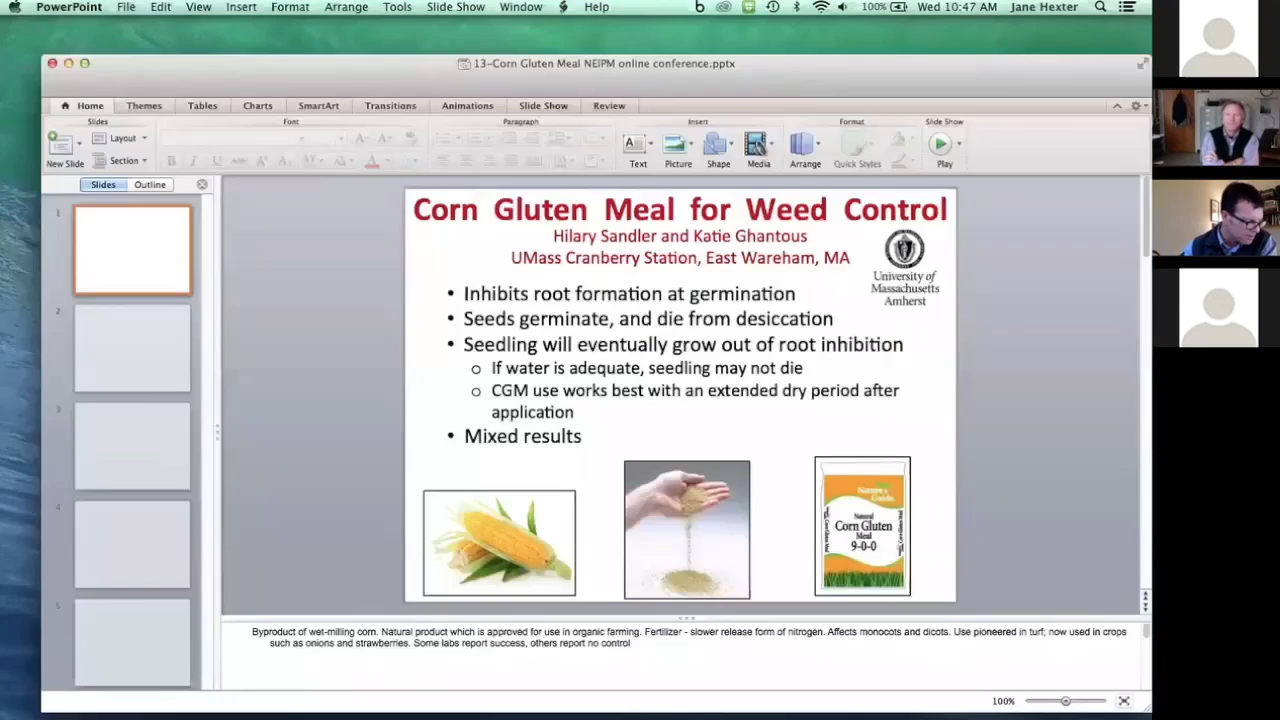 PowerPoint File Edit View Insert Format Arrange Tools Slide Show Window Help 100% Wed 10:47 AM Jane Hexter
13-Corn Gluten Meal NEIPM online conference.pptx
Home Themes Tables Charts SmartArt Transitions Animations Slide Show Review
Slides Font Paragraph Insert Format Slide Show
New Slide Layout Section Text Picture Shape Media Arrange Quick Styles Play
Slides Outline
1
2
3
4
5
Corn Gluten Meal for Weed Control
Hilary Sandler and Katie Ghantous
UMass Cranberry Station, East Wareham, MA
University of
Massachusetts
Amherst
• Inhibits root formation at germination
• Seeds germinate, and die from desiccation
• Seedling will eventually grow out of root inhibition
o If water is adequate, seedling may not die
o CGM use works best with an extended dry period after
application
• Mixed results
Natural
Corn Gluten
Meal
9-0-0
Byproduct of wet-milling corn. Natural product which is approved for use in organic farming. Fertilizer - slower release form of nitrogen. Affects monocots and dicots. Use pioneered in turf; now used in crops
such as onions and strawberries. Some labs report success, others report no control
100%